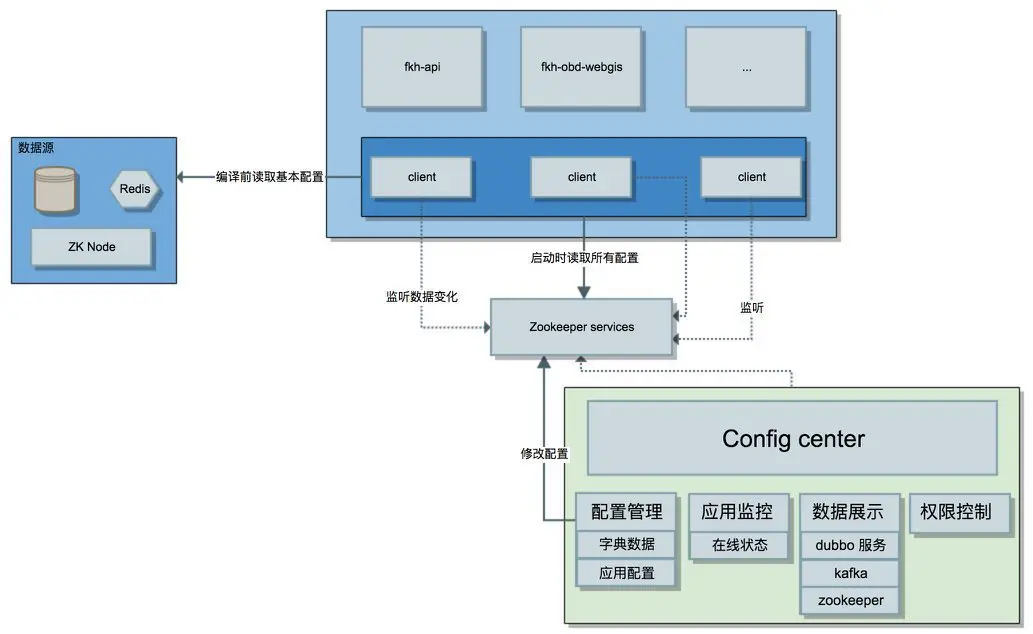 fkh-api
fkh-obd-webgis
...
数据源
Redis
ZK Node
编译前读取基本配置
client
client
client
启动时读取所有配置
监听数据变化
监听
Zookeeper services
修改配置
Config center
配置管理
字典数据
应用配置
应用监控
在线状态
数据展示
dubbo 服务
kafka
zookeeper
权限控制